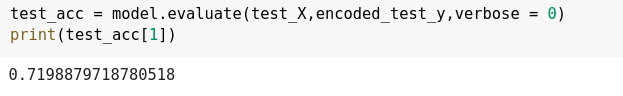 test_acc = model.evaluate(test_X,encoded_test_y,verbose = 0)
print(test_acc[1])
0.7198879718780518